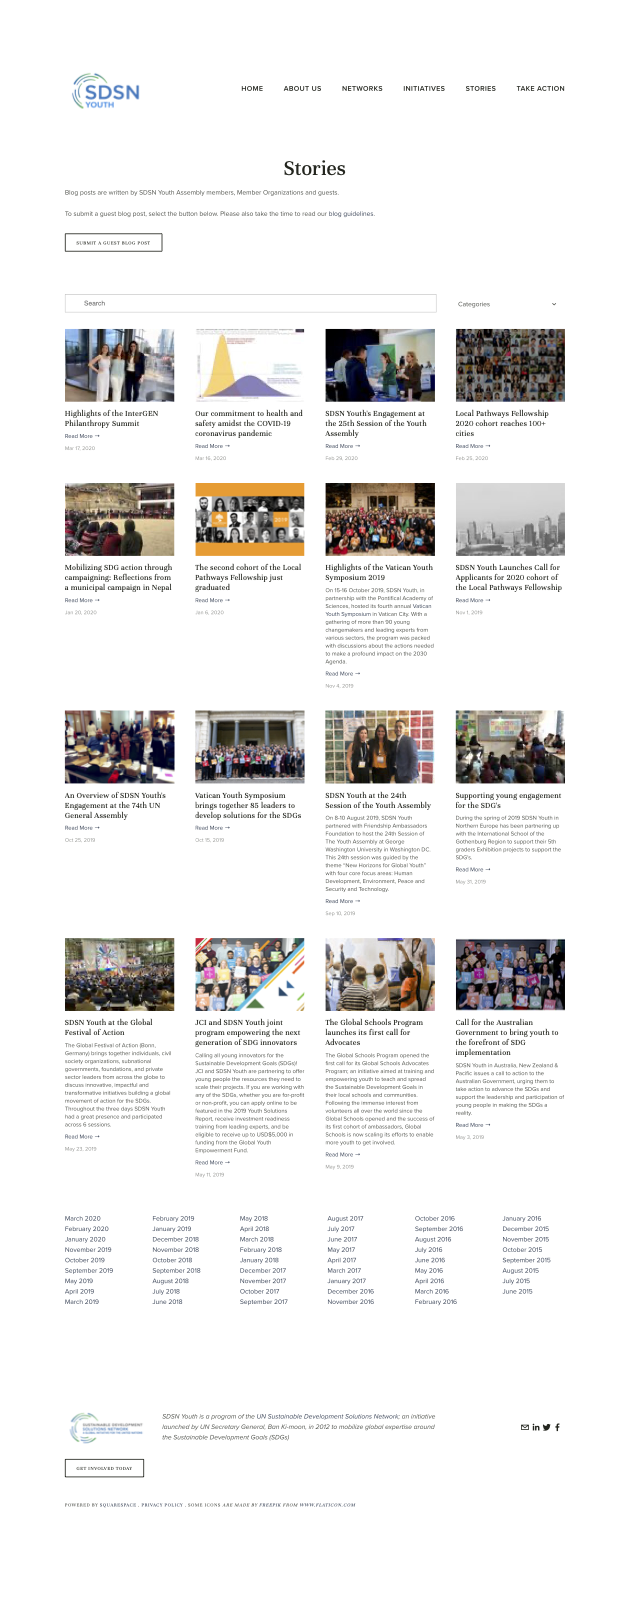 SDSN
YOUTH
HOME
ABOUT US
NETWORKS
INITIATIVES
STORIES
TAKE ACTION
Stories
Blog posts are written by SDSN Youth Assembly members, Member Organizations and guests.
To submit a guest blog post, select the button below. Please also take the time to read our blog guidelines.
SUBMIT A GUEST BLOG POST
Search
Categories
Highlights of the InterGEN
Philanthropy Summit
Read More →
Mar 17, 2020
Our commitment to health and
safety amidst the COVID-19
coronavirus pandemic
Read More →
Mar 16, 2020
SDSN Youth's Engagement at
the 25th Session of the Youth
Assembly
Read More →
Feb 29, 2020
Local Pathways Fellowship
2020 cohort reaches 100+
cities
Read More →
Feb 25, 2020
Mobilizing SDG action through
campaigning: Reflections from
a municipal campaign in Nepal
Read More →
Jan 20, 2020
2019
The second cohort of the Local
Pathways Fellowship just
graduated
Read More →
Jan 6, 2020
Highlights of the Vatican Youth
Symposium 2019
On 15-16 October 2019, SDSN Youth, in
partnership with the Pontifical Academy of
Sciences, hosted its fourth annual Vatican
Youth Symposium in Vatican City. With a
gathering of more than 90 young
changemakers and leading experts from
various sectors, the program was packed
with discussions about the actions needed
to make a profound impact on the 2030
Agenda.
Read More →
Nov 4, 2019
SDSN Youth Launches Call for
Applicants for 2020 cohort of
the Local Pathways Fellowship
Read More →
Nov 1, 2019
An Overview of SDSN Youth's
Engagement at the 74th UN
General Assembly
Read More →
Oct 25, 2019
Vatican Youth Symposium
brings together 85 leaders to
develop solutions for the SDGs
Read More →
Oct 15, 2019
SDSN Youth at the 24th
Session of the Youth Assembly
On 8-10 August 2019, SDSN Youth
partnered with Friendship Ambassadors
Foundation to host the 24th Session of
The Youth Assembly at George
Washington University in Washington DC.
This 24th session was guided by the
theme "New Horizons for Global Youth"
with four core focus areas: Human
Development, Environment, Peace and
Security and Technology.
Read More →
Sep 10, 2019
Supporting young engagement
for the SDG's
During the spring of 2019 SDSN Youth in
Northern Europe has been partnering up
with the International School of the
Gothenburg Region to support their 5th
graders Exhibition projects to support the
SDG's.
Read More →
May 31, 2019
SDSN Youth at the Global
Festival of Action
The Global Festival of Action (Bonn,
Germany) brings together individuals, civil
society organizations, subnational
governments, foundations, and private
sector leaders from across the globe to
discuss innovative, impactful and
transformative initiatives building a global
movement of action for the SDGs.
Throughout the three days SDSN Youth
had a great presence and participated
across 6 sessions.
Read More →
May 23, 2019
JCI and SDSN Youth joint
program empowering the next
generation of SDG innovators
Calling all young innovators for the
Sustainable Development Goals (SDGs)!
JCI and SDSN Youth are partnering to offer
young people the resources they need to
scale their projects. If you are working with
any of the SDGs, whether you are for-profit
or non-profit, you can apply online to be
featured in the 2019 Youth Solutions
Report, receive investment readiness
training from leading experts, and be
eligible to receive up to USD$5,000 in
funding from the Global Youth
Empowerment Fund.
Read More →
May 11, 2019
The Global Schools Program
launches its first call for
Advocates
The Global Schools Program opened the
first call for its Global Schools Advocates
Program: an initiative aimed at training and
empowering youth to teach and spread
the Sustainable Development Goals in
their local schools and communities.
Following the immense interest from
volunteers all over the world since the
Global Schools opened and the success of
its first cohort of ambassadors, Global
Schools is now scaling its efforts to enable
more youth to get involved.
Read More →
May 9, 2019
Call for the Australian
Government to bring youth to
the forefront of SDG
implementation
SDSN Youth in Australia, New Zealand &
Pacific issues a call to action to the
Australian Government, urging them to
take action to advance the SDGs and
support the leadership and participation of
young people in making the SDGs a
reality.
Read More →
May 3, 2019
March 2020
February 2020
January 2020
November 2019
October 2019
September 2019
May 2019
April 2019
March 2019
February 2019
January 2019
December 2018
November 2018
October 2018
September 2018
August 2018
July 2018
June 2018
May 2018
April 2018
March 2018
February 2018
January 2018
December 2017
November 2017
October 2017
September 2017
August 2017
July 2017
June 2017
May 2017
April 2017
March 2017
January 2017
December 2016
November 2016
October 2016
September 2016
August 2016
July 2016
June 2016
May 2016
April 2016
March 2016
February 2016
January 2016
December 2015
November 2015
October 2015
September 2015
August 2015
July 2015
June 2015
SUSTAINABLE DEVELOPMENT
SOLUTIONS NETWORK
A GLOBAL INITIATIVE FOR THE UNITED NATIONS
SDSN Youth is a program of the UN Sustainable Development Solutions Network; an initiative
launched by UN Secretary General, Ban Ki-moon, in 2012 to mobilize global expertise around
the Sustainable Development Goals (SDGs)
GET INVOLVED TODAY
POWERED BY SQUARESPACE . PRIVACY POLICY . SOME ICONS ARE MADE BY FREEPIK FROM WWW.FLATICON.COM